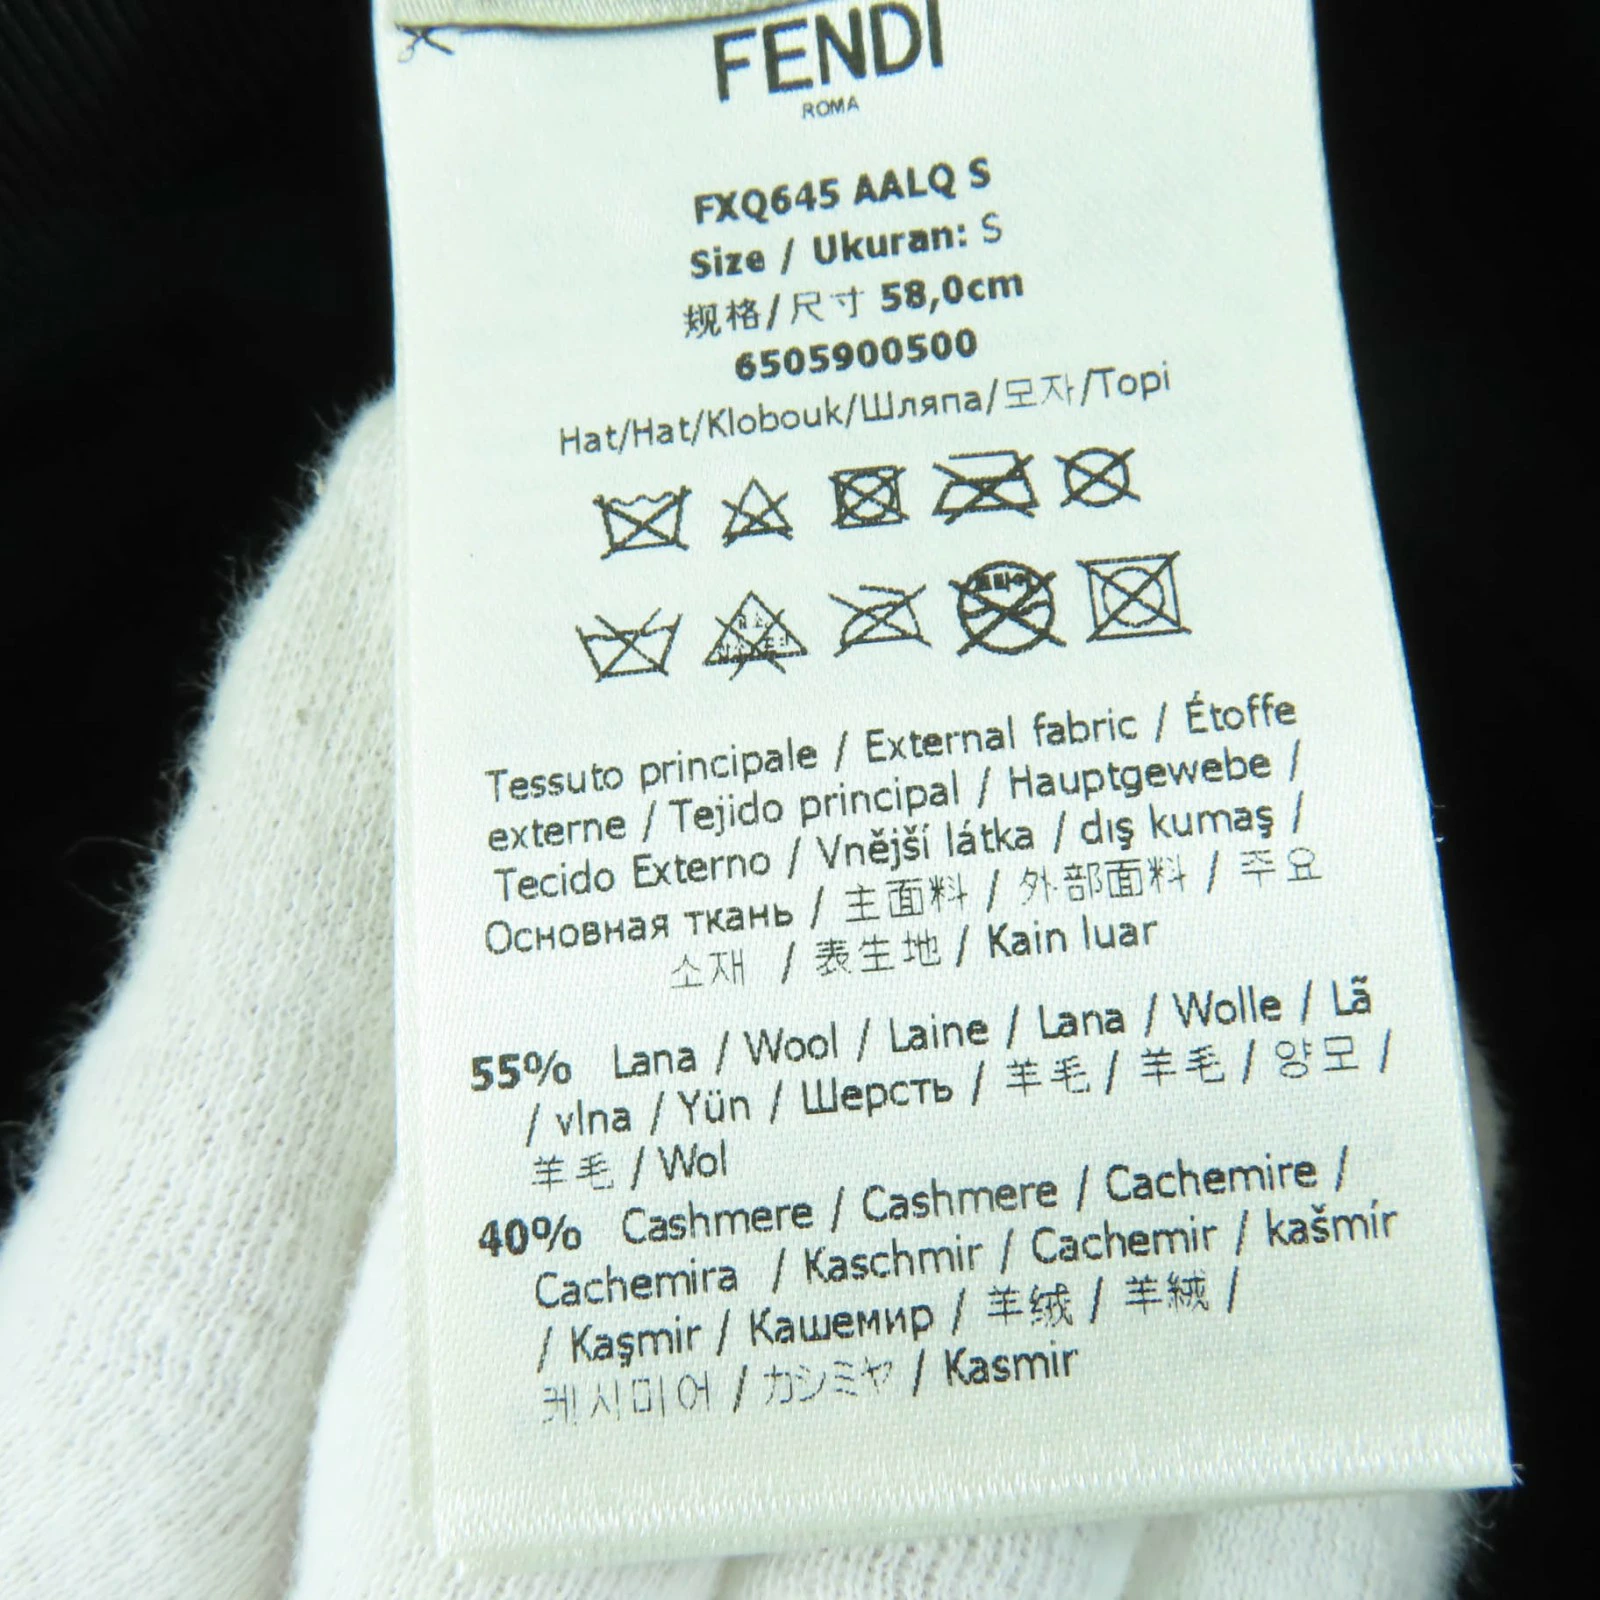 FENDI
ROMA
FXQ645 AALQ S
Size / Ukuran: S
规格/尺寸 58,0cm
6505900500
Hat/Hat/Klobouk/Шляпа/모자/Topi
드라이
Tessuto principale / External fabric / Étoffe
externe / Tejido principal / Hauptgewebe /
Tecido Externo / Vnější látka / dış kumaş /
Основная ткань / 主面料 / 外部面料 / 주요
소재 / 表生地 / Kain luar
55% Lana / Wool / Laine / Lana / Wolle / Lã
/ vlna / Yün / Шерсть / 羊毛 / 羊毛 / 양모 /
羊毛 / Wol
40% Cashmere / Cashmere / Cachemire /
Cachemira / Kaschmir / Cachemir / kašmír
/ Kaşmir / Кашемир / 羊绒 / 羊絨 /
케시미어 / カシミヤ / Kasmir